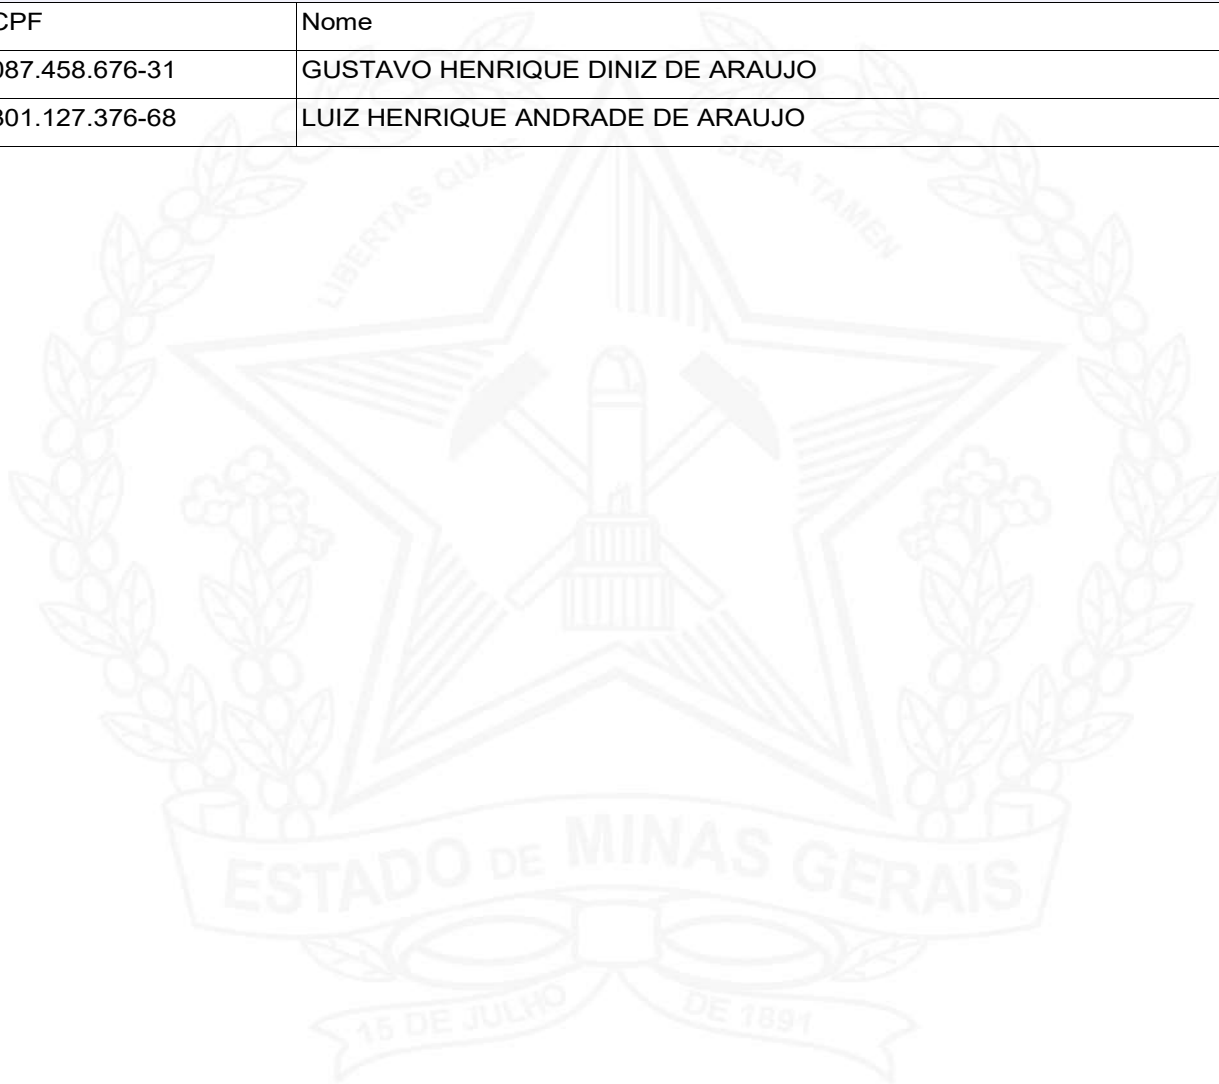 CPF Nome
087.458.676-31 GUSTAVO HENRIQUE DINIZ DE ARAUJO
801.127.376-68 LUIZ HENRIQUE ANDRADE DE ARAUJO
LIBERTAS QUAE SERA TAMEN
ESTADO DE MINAS GERAIS
15 DE JULHO DE 1891